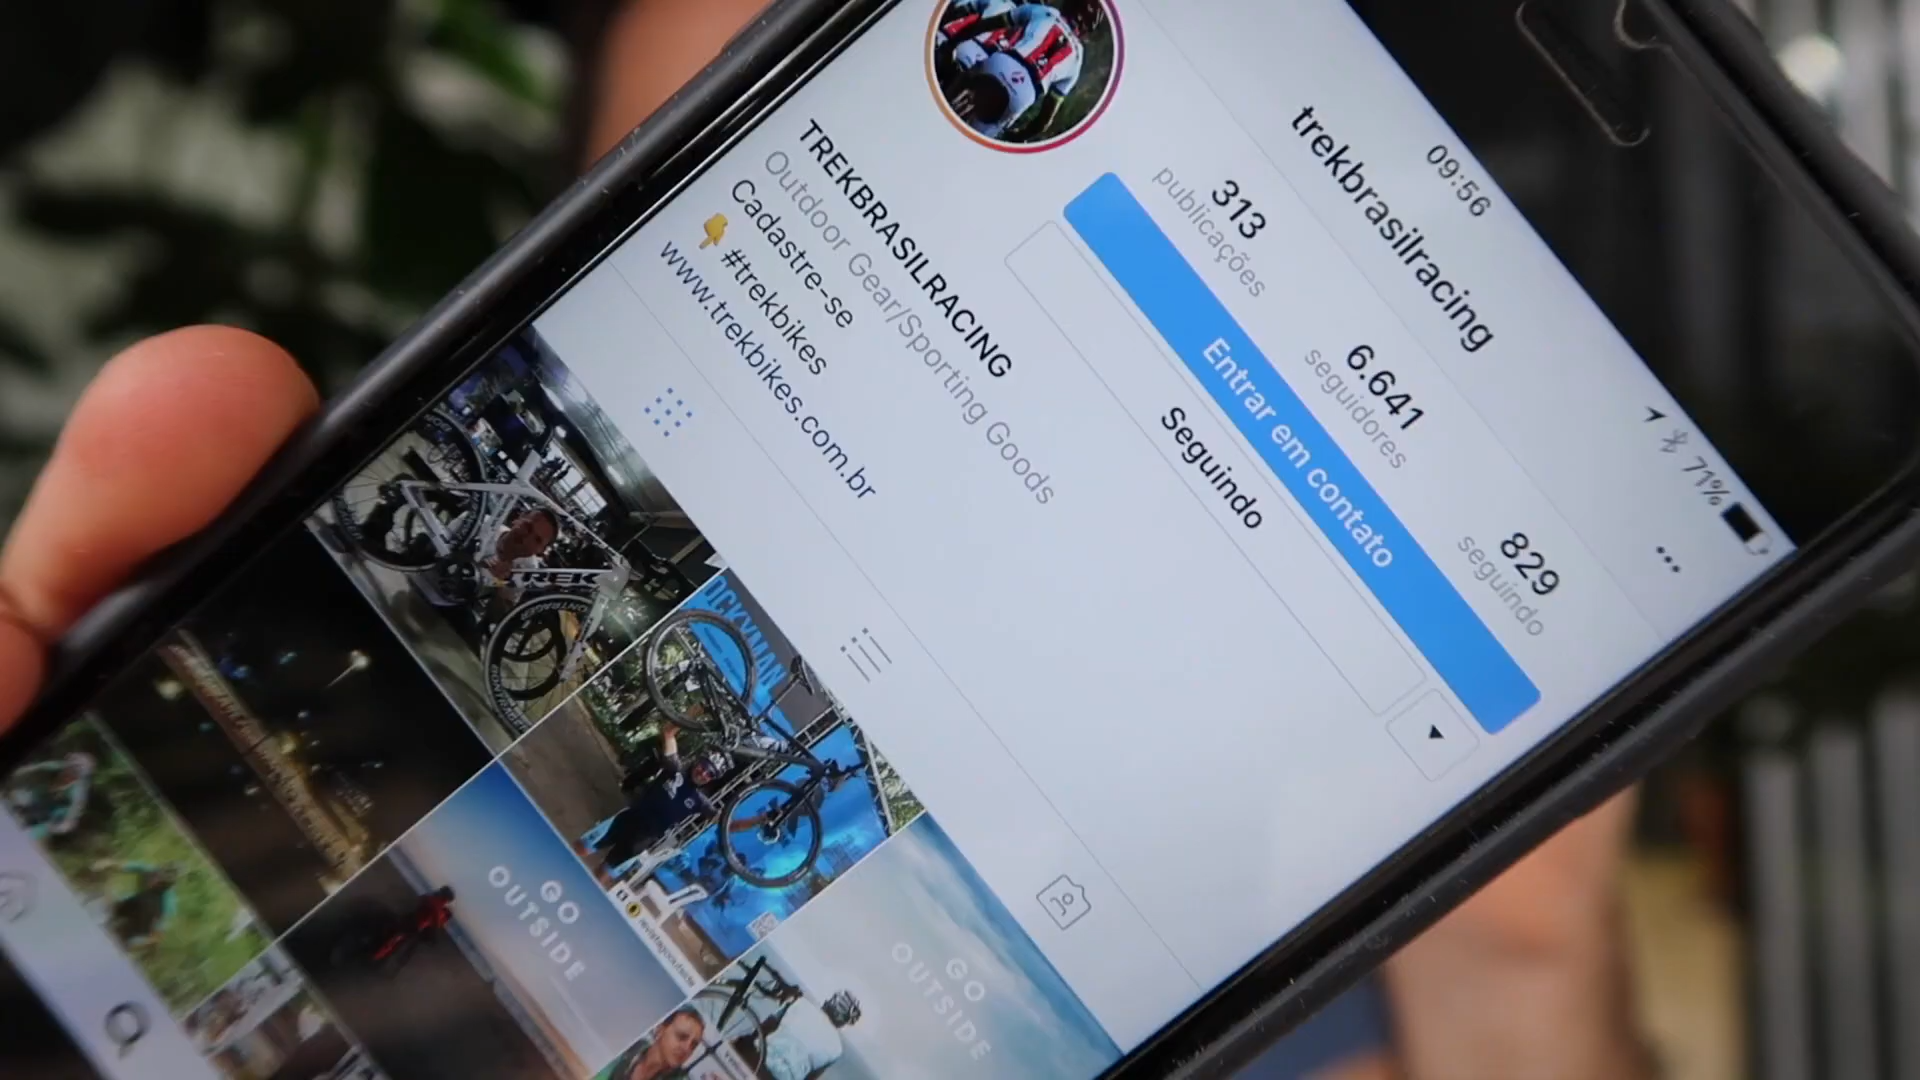 09:56
71%
trekbrasilracing
313
publicações
6.641
seguidores
829
seguindo
Entrar em contato
Seguindo
TREKBRASILRACING
Outdoor Gear/Sporting Goods
Cadastre-se
👇 #trekbikes
www.trekbikes.com.br
TREK
OCKYMAN
GO
OUTSIDE
GO
OUTSIDE